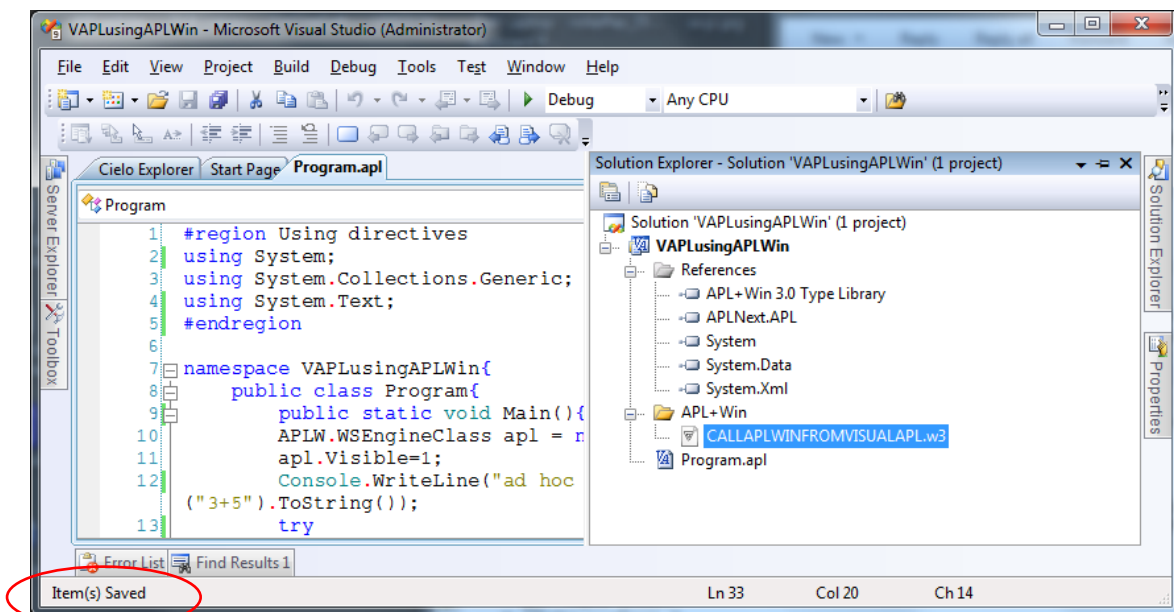 VAPLusingAPLWin - Microsoft Visual Studio (Administrator)
File Edit View Project Build Debug Tools Test Window Help
Debug Any CPU
Cielo Explorer Start Page Program.apl
Program
1 #region Using directives
2 using System;
3 using System.Collections.Generic;
4 using System.Text;
5 #endregion
6
7 namespace VAPLusingAPLWin{
8 public class Program{
9 public static void Main(){
10 APLW.WSEngineClass apl = n
11 apl.Visible=1;
12 Console.WriteLine("ad hoc
("3+5").ToString());
13 try
Server Explorer
Toolbox
Solution Explorer - Solution 'VAPLusingAPLWin' (1 project)
Solution 'VAPLusingAPLWin' (1 project)
VAPLusingAPLWin
References
APL+Win 3.0 Type Library
APLNext.APL
System
System.Data
System.Xml
APL+Win
CALLAPLWINFROMVISUALAPL.w3
Program.apl
Solution Explorer
Properties
Error List Find Results 1
Item(s) Saved Ln 33 Col 20 Ch 14